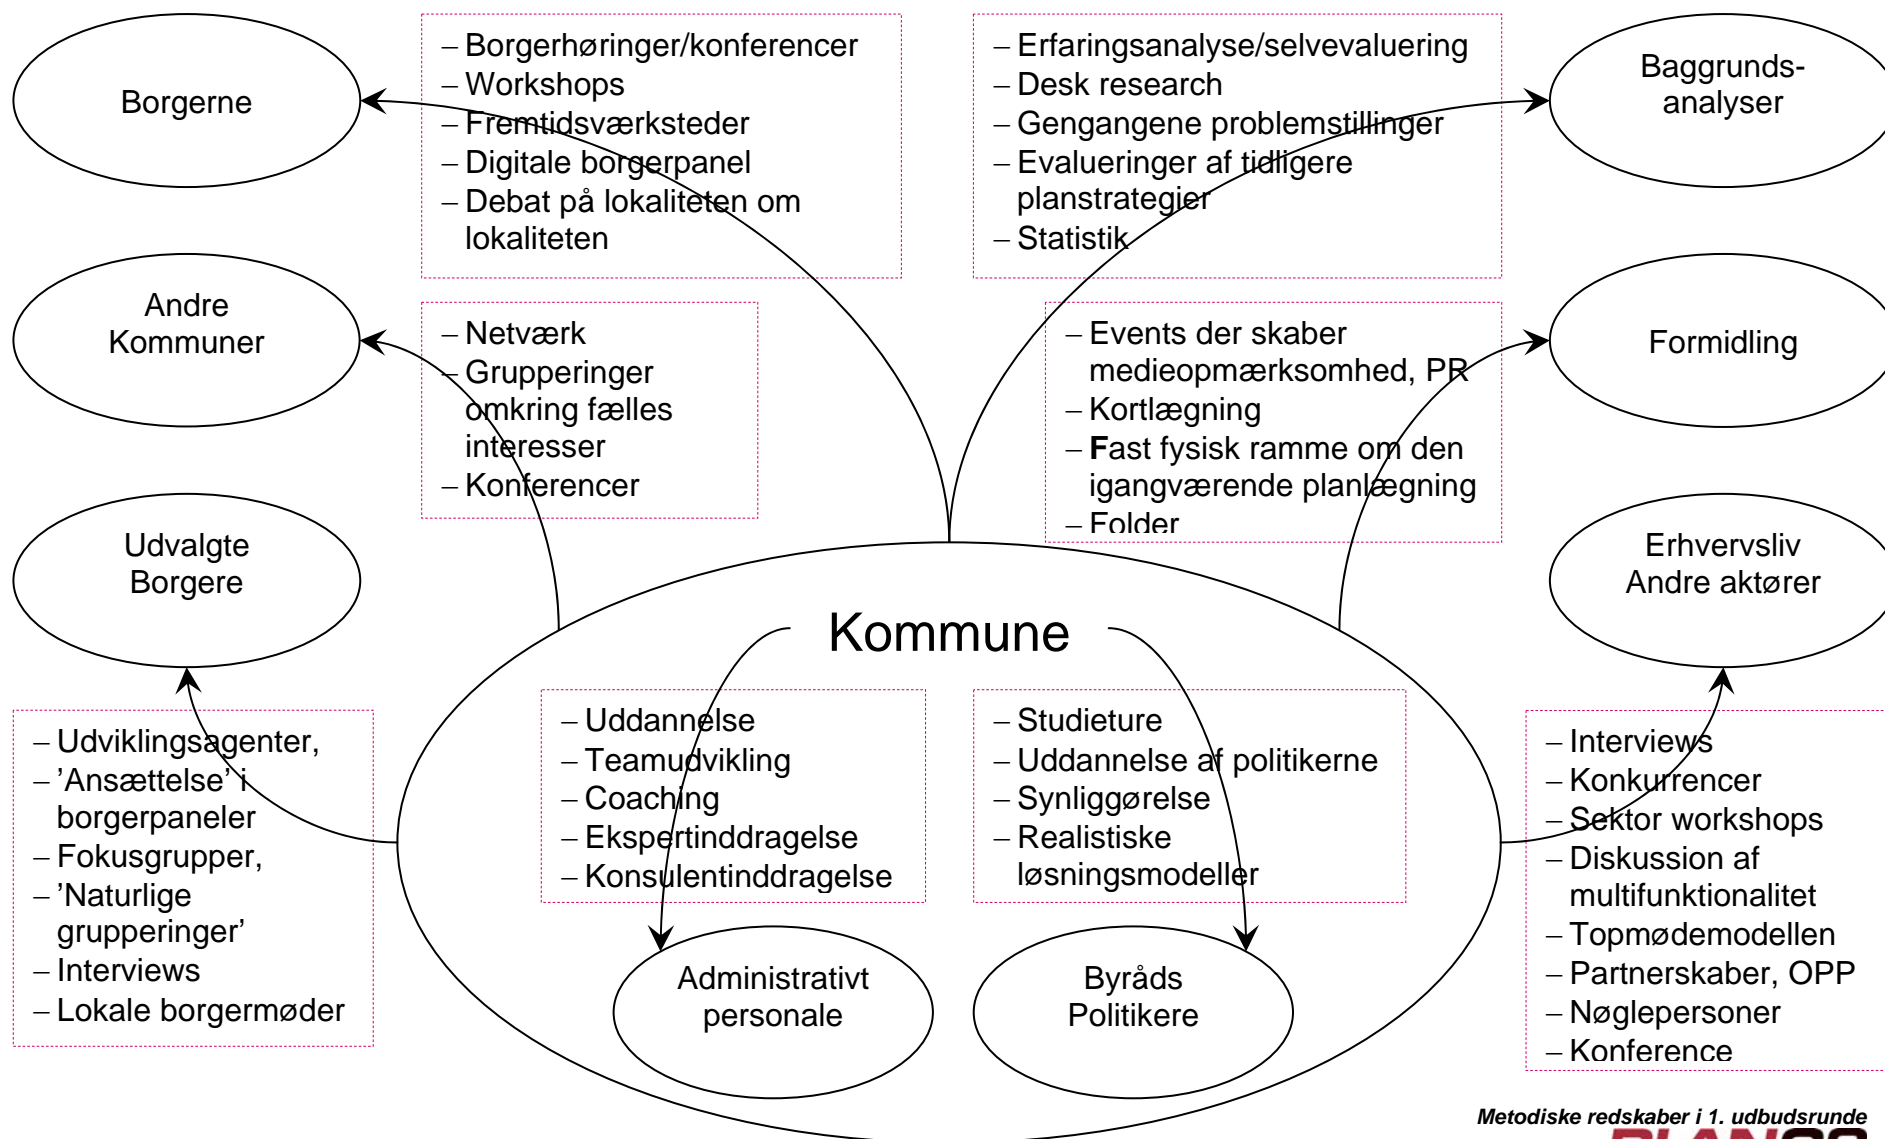 Borgerne
– Borgerhøringer/konferencer
– Workshops
– Fremtidsværksteder
– Digitale borgerpanel
– Debat på lokaliteten om
lokaliteten
– Erfaringsanalyse/selvevaluering
– Desk research
– Gengangene problemstillinger
– Evalueringer af tidligere
planstrategier
– Statistik
Baggrunds-
analyser
Andre
Kommuner
– Netværk
– Grupperinger
omkring fælles
interesser
– Konferencer
– Events der skaber
medieopmærksomhed, PR
– Kortlægning
– Fast fysisk ramme om den
igangværende planlægning
– Folder
Formidling
Udvalgte
Borgere
Erhvervsliv
Andre aktører
Kommune
– Udviklingsagenter,
– ’Ansættelse’ i
borgerpaneler
– Fokusgrupper,
– ’Naturlige
grupperinger’
– Interviews
– Lokale borgermøder
– Uddannelse
– Teamudvikling
– Coaching
– Ekspertinddragelse
– Konsulentinddragelse
– Studieture
– Uddannelse af politikerne
– Synliggørelse
– Realistiske
løsningsmodeller
– Interviews
– Konkurrencer
– Sektor workshops
– Diskussion af
multifunktionalitet
– Topmødemodellen
– Partnerskaber, OPP
– Nøglepersoner
– Konference
Administrativt
personale
Byråds
Politikere
Metodiske redskaber i 1. udbudsrunde